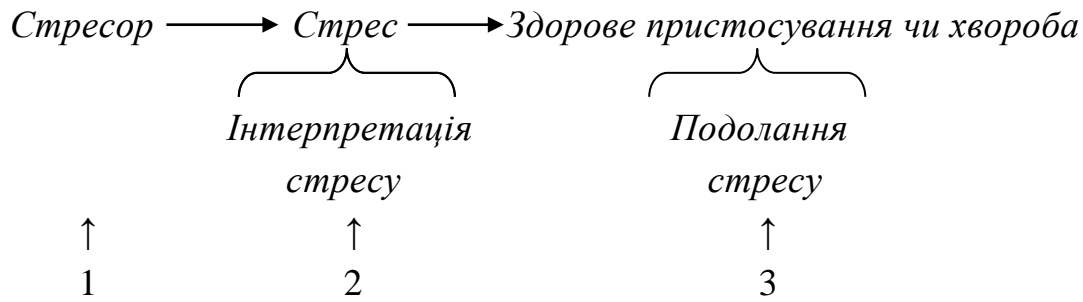 Стресор Стрес Здорове пристосування чи хвороба
Інтерпретація Подолання
стресу стресу
↑ ↑ ↑
1 2 3